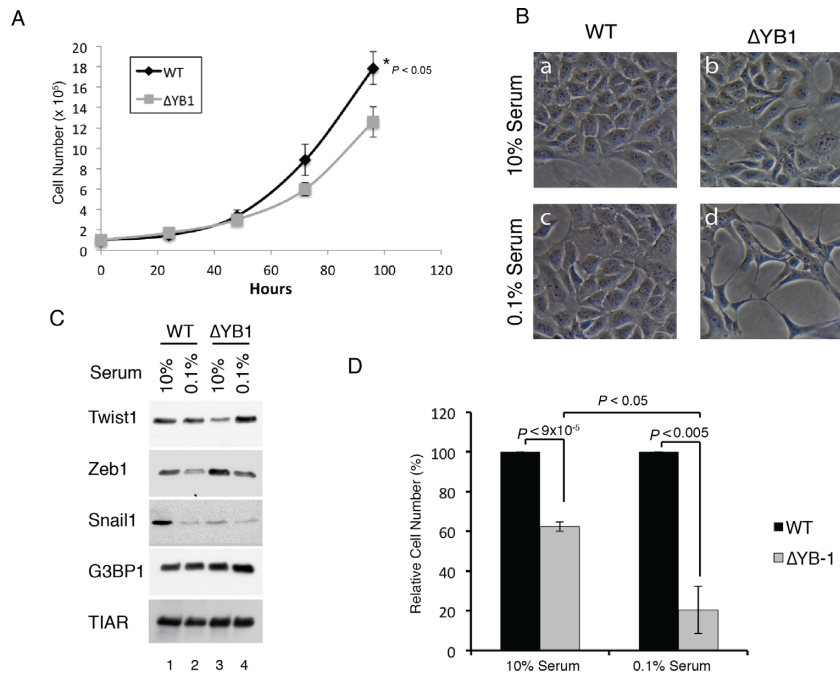 A
20
18
16
14
12
10
8
6
4
2
0
Cell Number (x 10⁵)
WT
ΔYB1
* P < 0.05
0 20 40 60 80 100 120
Hours
B
WT ΔYB1
10% Serum
a b
0.1% Serum
c d
C
WT ΔYB1
Serum 10% 0.1% 10% 0.1%
Twist1
Zeb1
Snail1
G3BP1
TIAR
1 2 3 4
D
P < 0.05
P < 9x10⁻⁵ P < 0.005
120
100
80
60
40
20
0
Relative Cell Number (%)
10% Serum 0.1% Serum
WT
ΔYB-1